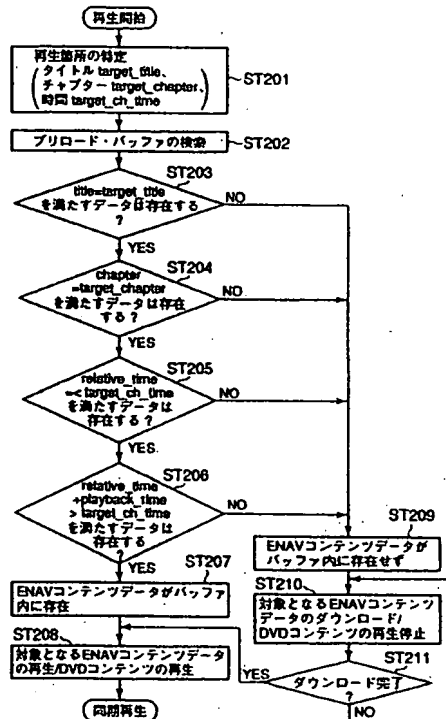 再生開始
再生箇所の特定
タイトル target_title、
チャプター target_chapter、
時間 target_ch_time
ST201
プリロード・バッファの検索
ST202
ST203
title=target_title
を満たすデータは存在する
?
NO
YES
ST204
chapter
=target_chapter
を満たすデータは存在
する?
NO
YES
ST205
relative_time
=< target_ch_time
を満たすデータは
存在する?
NO
YES
ST206
relative_time
+playback_time
> target_ch_time
を満たすデータは
存在する
?
NO
YES
ST207
ENAVコンテンツデータがバッファ
内に存在
ST208
対象となるENAVコンテンツデータ
の再生/DVDコンテンツの再生
同期再生
ST209
ENAVコンテンツデータが
バッファ内に存在せず
ST210
対象となるENAVコンテンツ
データのダウンロード/
DVDコンテンツの再生停止
ST211
ダウンロード完了
?
YES
NO